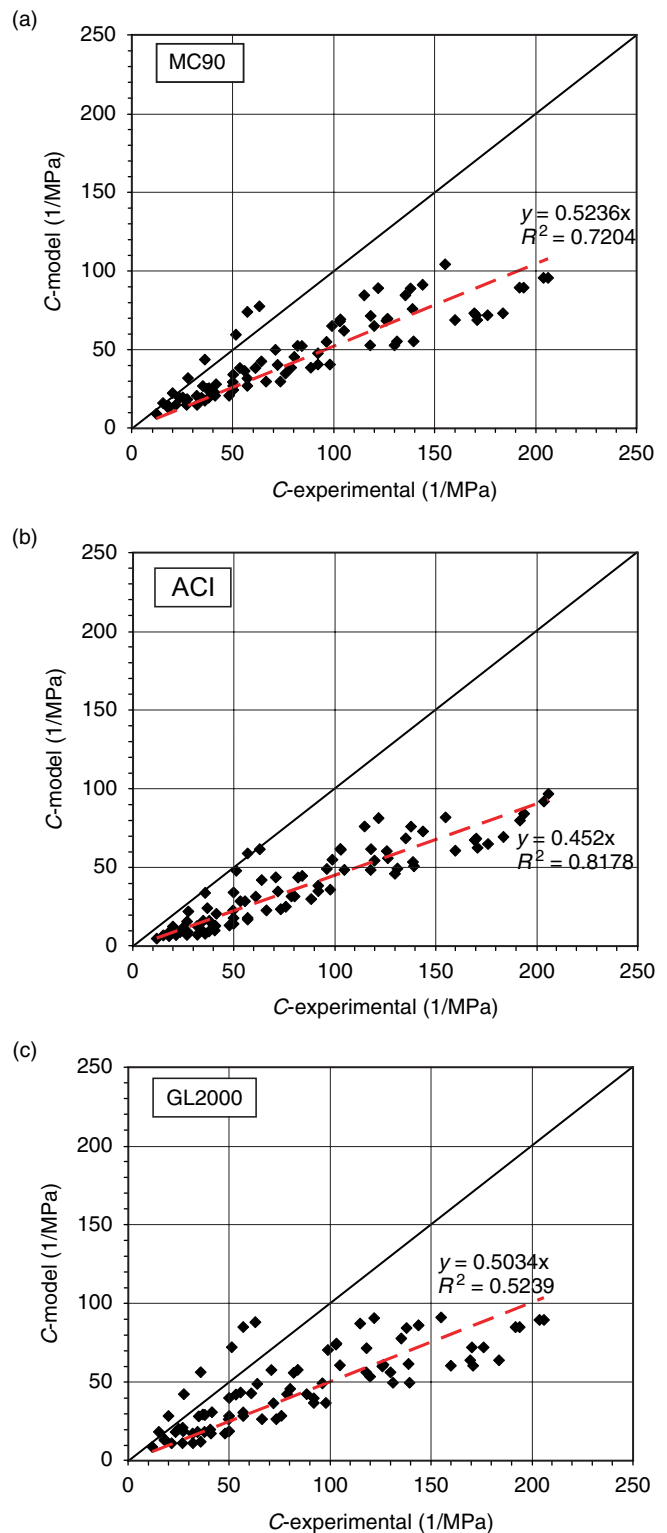 (a)
250
MC90
200
150
100
50
0
C-model (1/MPa)
y = 0.5236x
R² = 0.7204
50
100
150
200
250
C-experimental (1/MPa)
(b)
250
ACI
200
150
100
50
0
C-model (1/MPa)
y = 0.452x
R² = 0.8178
0
50
100
150
200
250
C-experimental (1/MPa)
(c)
250
GL2000
200
150
100
50
0
C-model (1/MPa)
y = 0.5034x
R² = 0.5239
0
50
100
150
200
250
C-experimental (1/MPa)